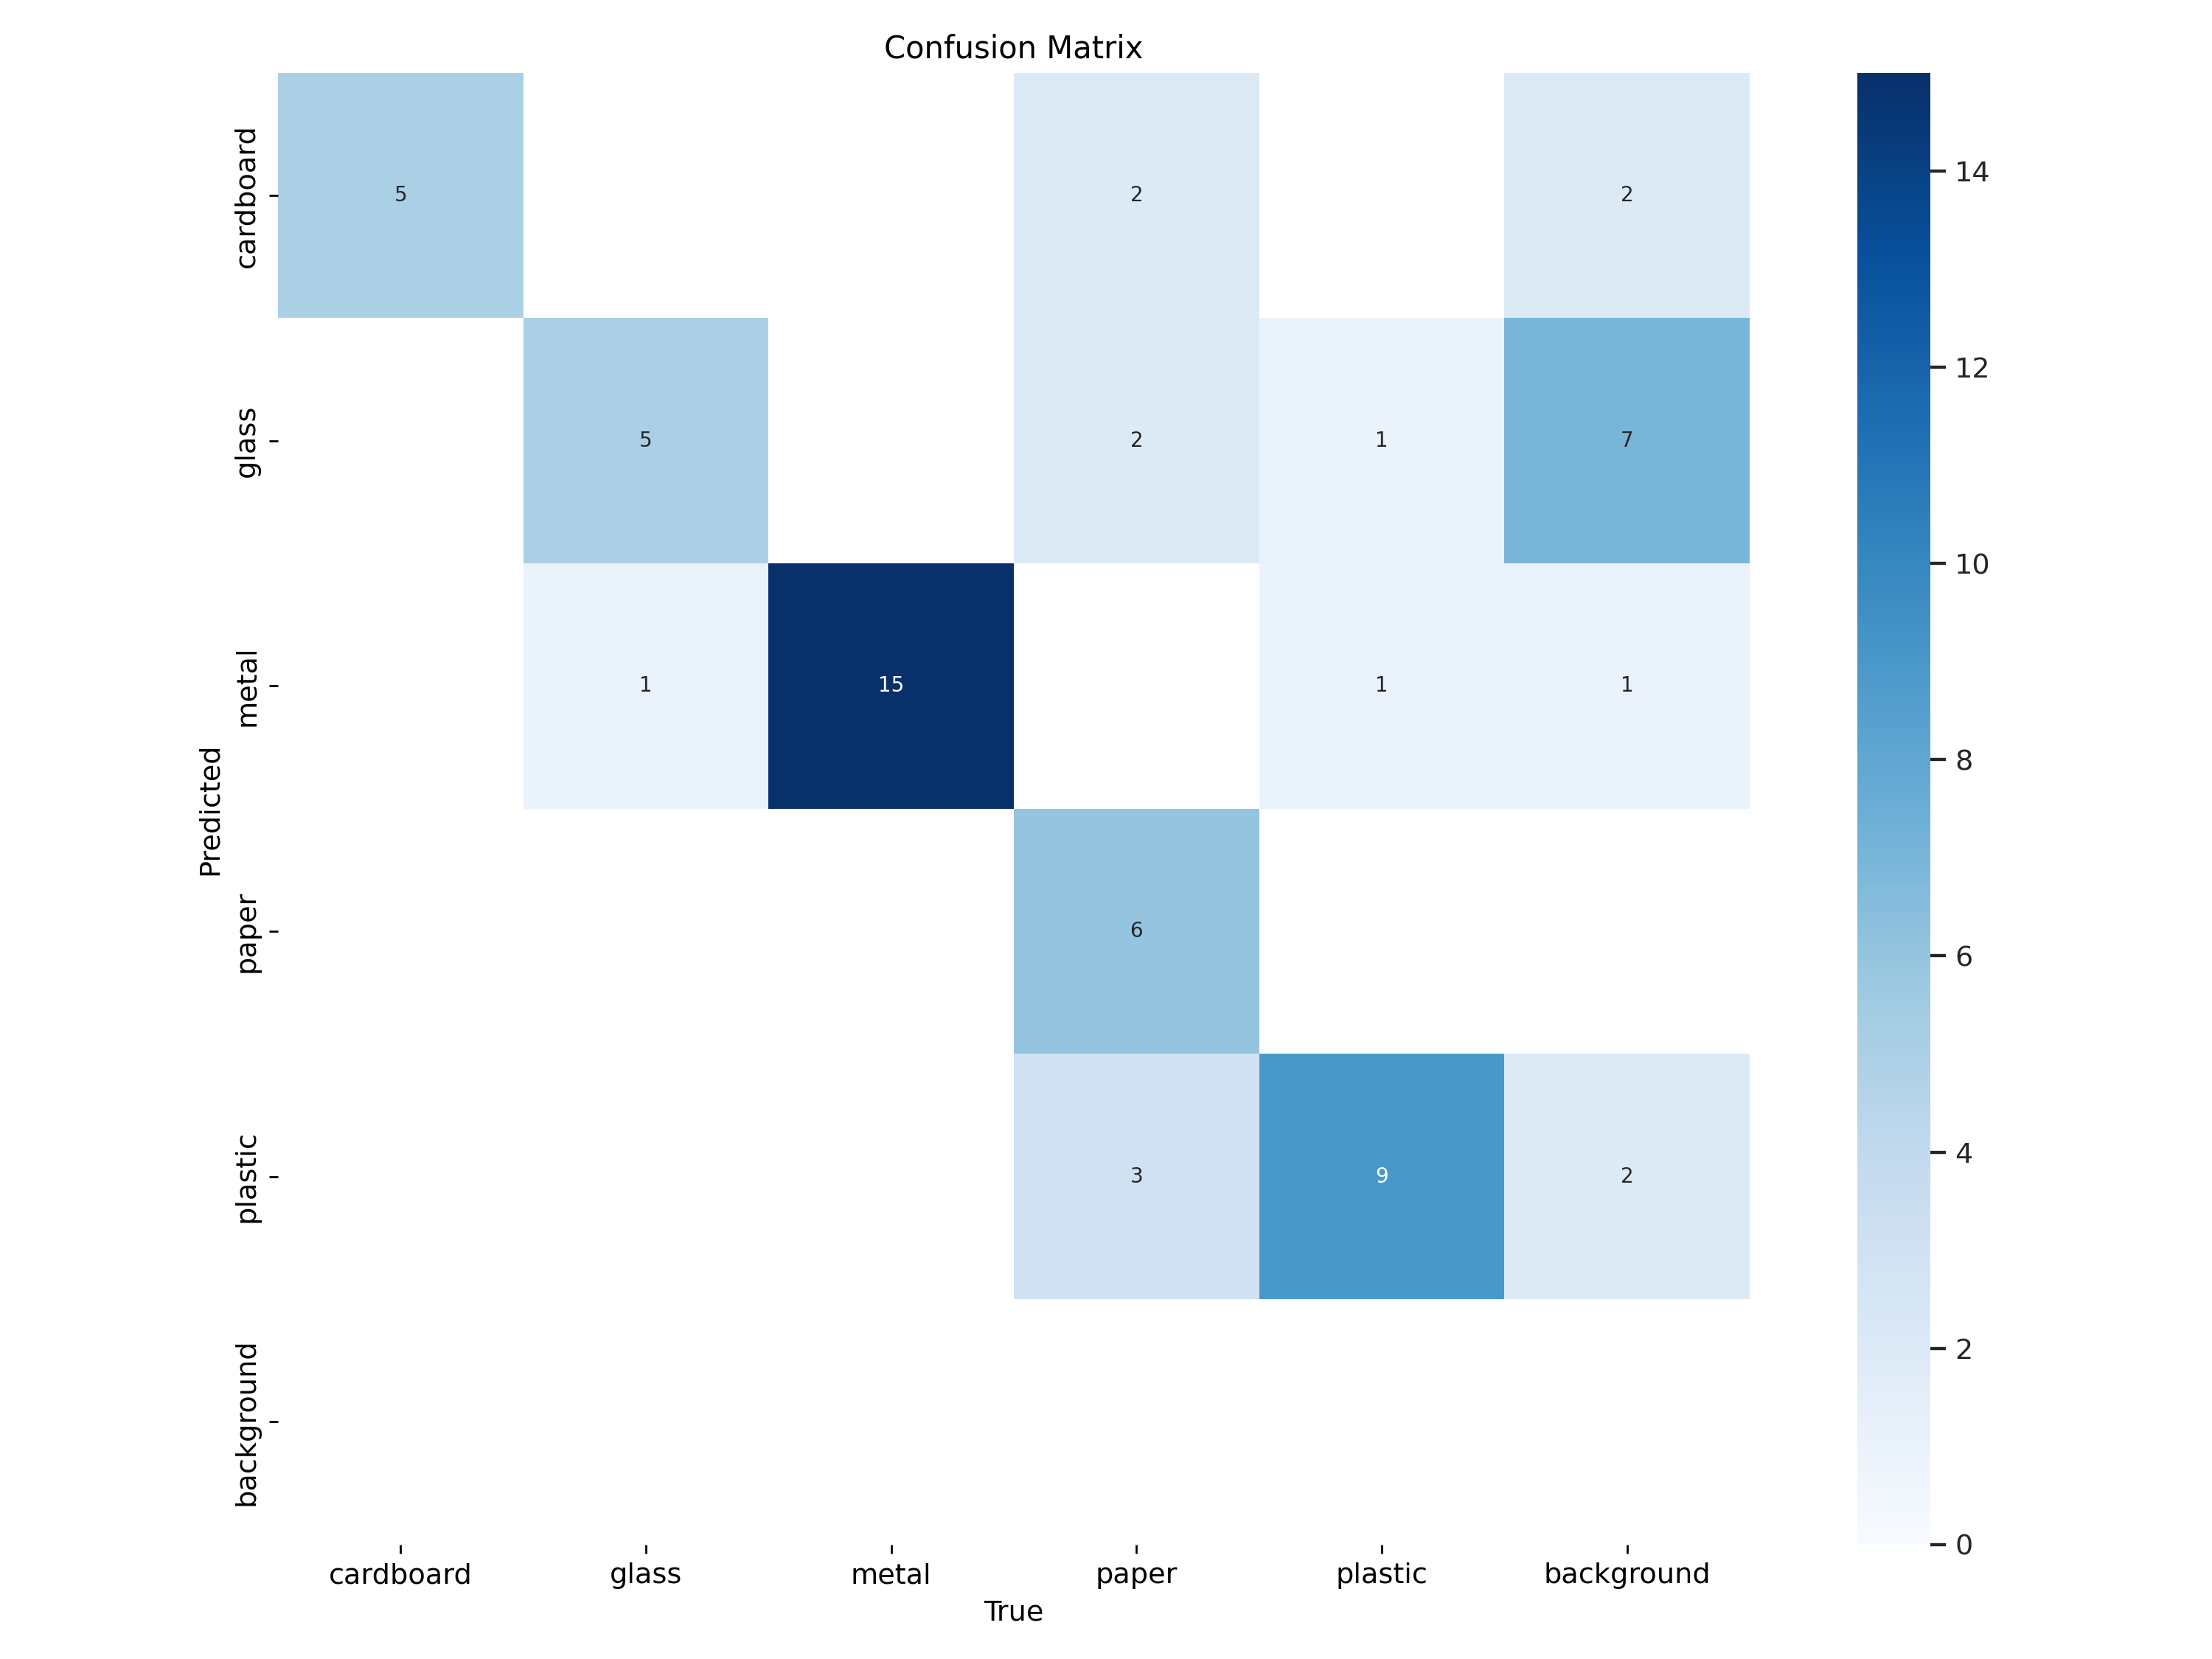 Confusion Matrix
cardboard
5
2
2
14
12
glass
5
2
1
7
10
metal
1
15
1
1
8
Predicted
paper
6
6
plastic
3
9
2
4
2
background
0
cardboard
glass
metal
paper
plastic
background
True